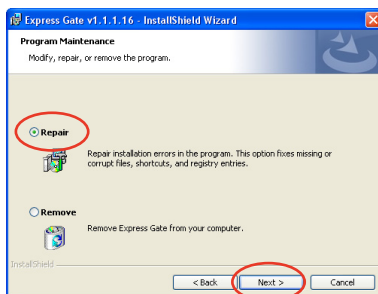 Express Gate v1.1.1.16 - InstallShield Wizard
Program Maintenance
Modify, repair, or remove the program.
Repair
Repair installation errors in the program. This option fixes missing or
corrupt files, shortcuts, and registry entries.
Remove
Remove Express Gate from your computer.
InstallShield
< Back
Next >
Cancel